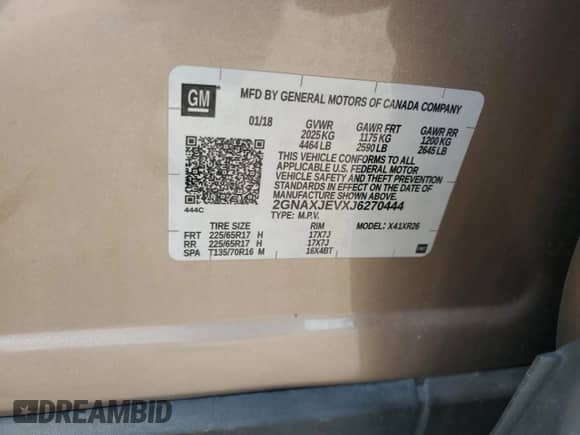 GM
MFD BY GENERAL MOTORS OF CANADA COMPANY
01/18 GVWR GAWR FRT GAWR RR
2025 KG 1175 KG 1200 KG
4464 LB 2590 LB 2645 LB
THIS VEHICLE CONFORMS TO ALL
APPLICABLE U.S. FEDERAL MOTOR
VEHICLE SAFETY AND THEFT PREVENTION
STANDARDS IN EFFECT ON THE DATE OF
MANUFACTURE SHOWN ABOVE.
444C 2GNAXJEVXJ6270444
TYPE: M.P.V. MODEL: X41XR26
TIRE SIZE RIM
FRT 225/65R17 H 17X7J
RR 225/65R17 H 17X7J
SPA T135/70R16 M 16X4BT
DREAMBID